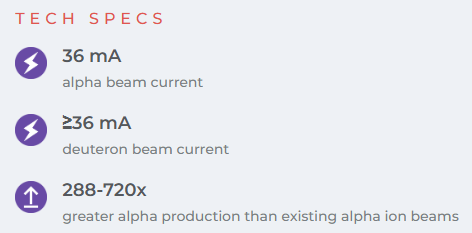 TECH SPECS
36 mA
alpha beam current
≥36 mA
deuteron beam current
288-720x
greater alpha production than existing alpha ion beams